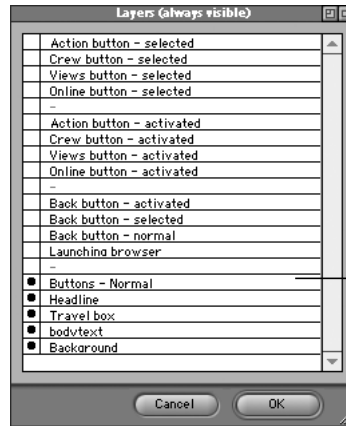 Layers (always visible)
Action button - selected
Crew button - selected
Views button - selected
Online button - selected
-
Action button - activated
Crew button - activated
Views button - activated
Online button - activated
-
Back button - activated
Back button - selected
Back button - normal
Launching browser
-
Buttons - Normal
Headline
Travel box
bodytext
Background
Cancel
OK